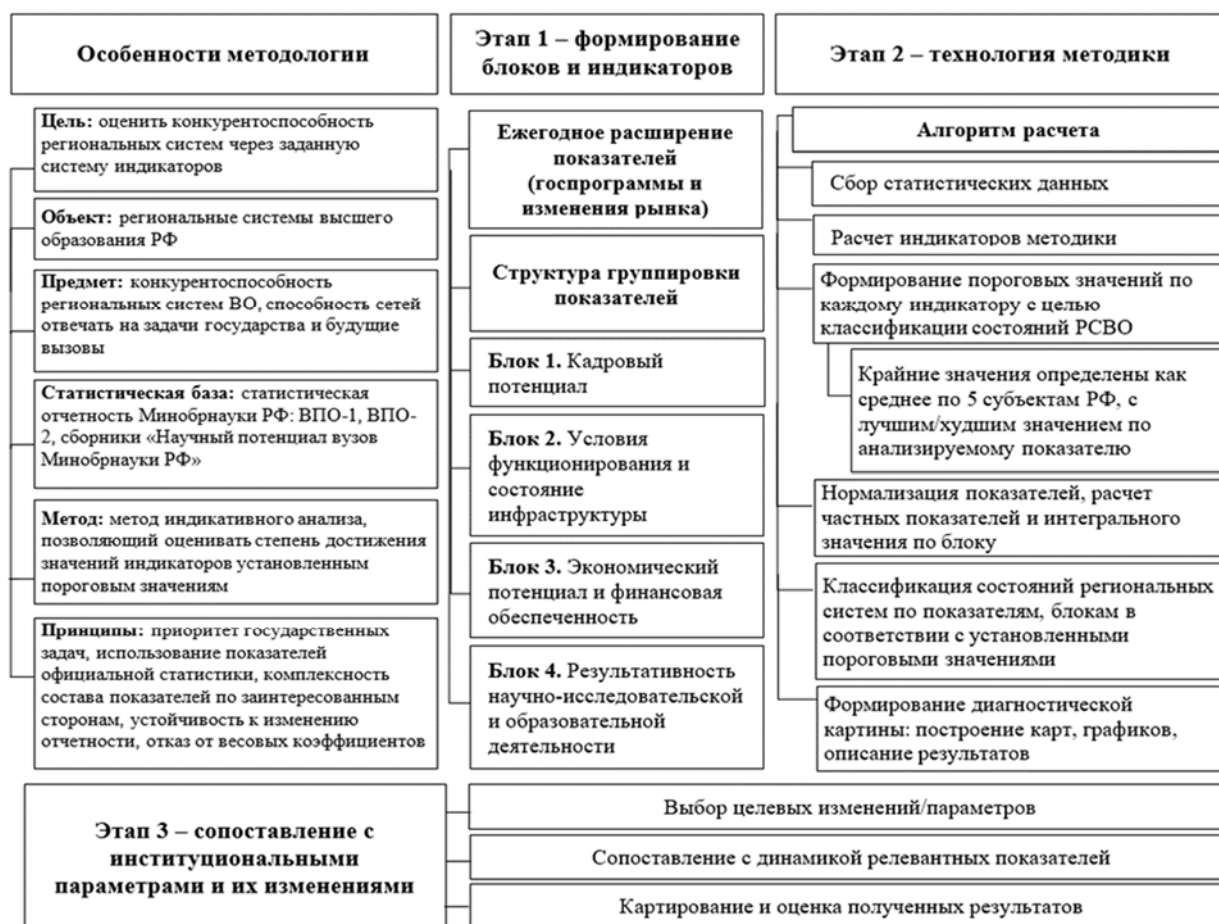 Особенности методологии
Цель: оценить конкурентоспособность
региональных систем через заданную
систему индикаторов
Объект: региональные системы высшего
образования РФ
Предмет: конкурентоспособность
региональных систем ВО, способность сетей
отвечать на задачи государства и будущие
вызовы
Статистическая база: статистическая
отчетность Минобрнауки РФ: ВПО-1, ВПО-
2, сборники «Научный потенциал вузов
Минобрнауки РФ»
Метод: метод индикативного анализа,
позволяющий оценивать степень достижения
значений индикаторов установленным
пороговым значениям
Принципы: приоритет государственных
задач, использование показателей
официальной статистики, комплексность
состава показателей по заинтересованным
сторонам, устойчивость к изменению
отчетности, отказ от весовых коэффициентов
Этап 1 – формирование
блоков и индикаторов
Ежегодное расширение
показателей
(госпрограммы и
изменения рынка)
Структура группировки
показателей
Блок 1. Кадровый
потенциал
Блок 2. Условия
функционирования и
состояние
инфраструктуры
Блок 3. Экономический
потенциал и финансовая
обеспеченность
Блок 4. Результативность
научно-исследовательской
и образовательной
деятельности
Этап 2 – технология методики
Алгоритм расчета
Сбор статистических данных
Расчет индикаторов методики
Формирование пороговых значений по
каждому индикатору с целью
классификации состояний РСВО
Крайние значения определены как
среднее по 5 субъектам РФ, с
лучшим/худшим значением по
анализируемому показателю
Нормализация показателей, расчет
частных показателей и интегрального
значения по блоку
Классификация состояний региональных
систем по показателям, блокам в
соответствии с установленными
пороговыми значениями
Формирование диагностической
картины: построение карт, графиков,
описание результатов
Этап 3 – сопоставление с
институциональными
параметрами и их изменениями
Выбор целевых изменений/параметров
Сопоставление с динамикой релевантных показателей
Картирование и оценка полученных результатов